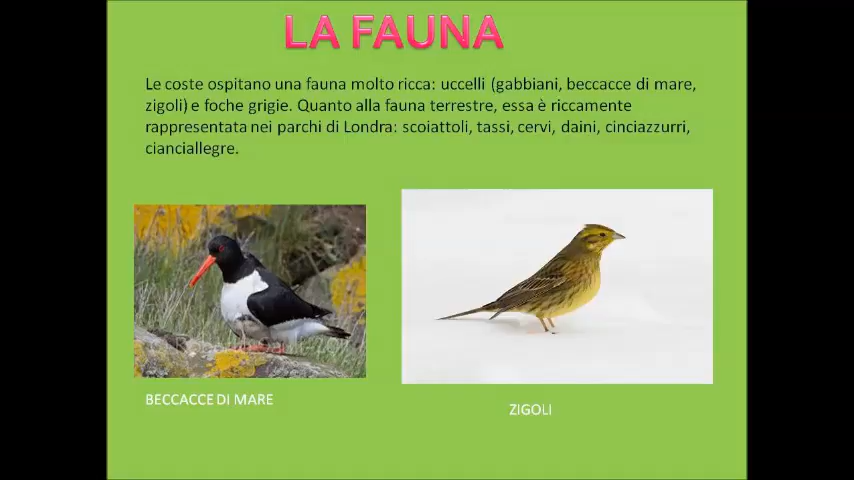 LA FAUNA
Le coste ospitano una fauna molto ricca: uccelli (gabbiani, beccacce di mare,
zigoli) e foche grigie. Quanto alla fauna terrestre, essa è riccamente
rappresentata nei parchi di Londra: scoiattoli, tassi, cervi, daini, cinciazzurri,
cianciallegre.
BECCACCE DI MARE
ZIGOLI